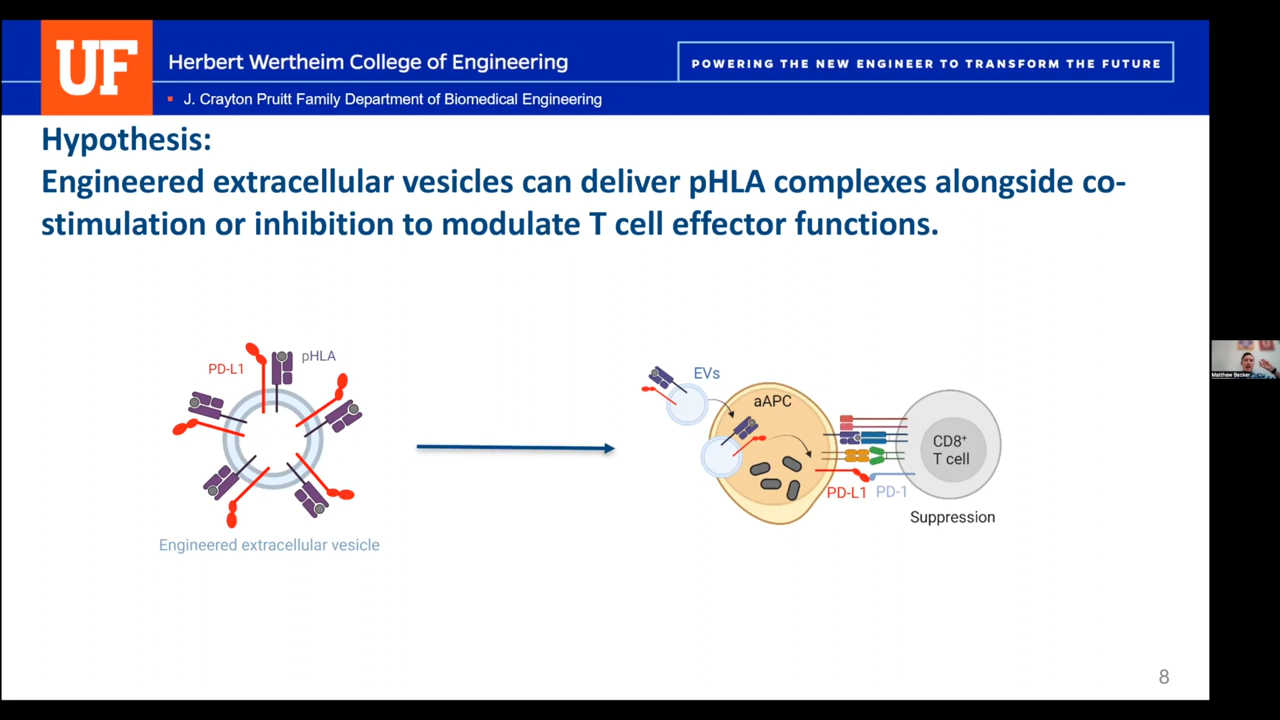 UF
Herbert Wertheim College of Engineering
POWERING THE NEW ENGINEER TO TRANSFORM THE FUTURE
J. Crayton Pruitt Family Department of Biomedical Engineering
Hypothesis:
Engineered extracellular vesicles can deliver pHLA complexes alongside co-
stimulation or inhibition to modulate T cell effector functions.
PD-L1
pHLA
Engineered extracellular vesicle
EVs
aAPC
CD8⁺
T cell
PD-L1
PD-1
Suppression
8
Matthew Becker